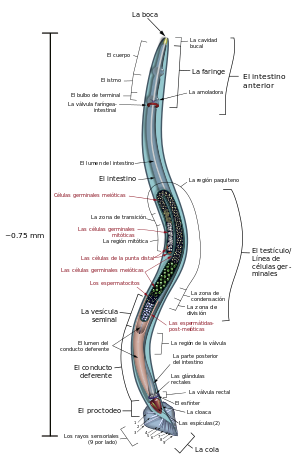 La boca
La cavidad
bucal
El cuerpo
La faringe
El intestino
anterior
El istmo
La amoladora
El bulbo de terminal
La válvula faringea-
intestinal
El lumen del intestino
El intestino
La región paquiteno
Células germinales meióticas
La zona de transición
Las células germinales
mitóticas
La región mitótica
~0.75 mm
El testículo/
Línea de
células ger-
minales
Las células de la punta distal
Las células germinales meióticas
Los espermatocitos
La zona de
condensación
La zona de
división
La vesícula
seminal
Las espermátidas
post-meióticas
El lumen del
conducto deferente
La región de la válvula
La parte posterior
del intestino
El conducto
deferente
Las glándulas
rectales
La válvula rectal
El esfínter
El proctodeo
La cloaca
Las espículas(2)
Los rayos sensoriales
(9 por lado)
La cola